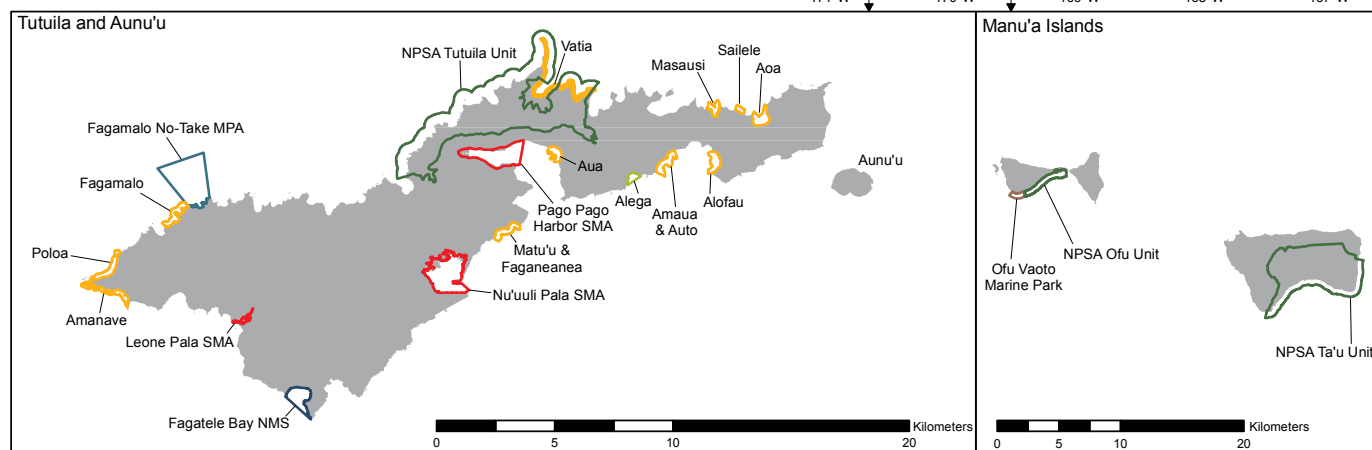 Tutuila and Aunu'u
Manu'a Islands
NPSA Tutuila Unit
Vatia
Masausi
Sailele
Aoa
Fagamalo No-Take MPA
Fagamalo
Aua
Alega
Amaua
& Auto
Alofau
Aunu'u
Pago Pago
Harbor SMA
Matu'u &
Faganeanea
Nu'uuli Pala SMA
Poloa
Amanave
Leone Pala SMA
Fagatele Bay NMS
Ofu Vaoto
Marine Park
NPSA Ofu Unit
NPSA Ta'u Unit
Kilometers
0 5 10 20
Kilometers
0 5 10 20